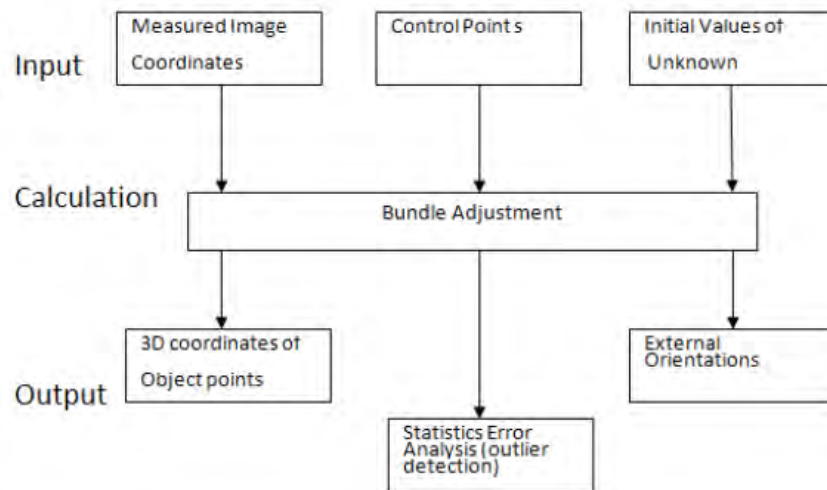 Input
Measured Image
Coordinates
Control Point s
Initial Values of
Unknown
Calculation
Bundle Adjustment
Output
3D coordinates of
Object points
Statistics Error
Analysis (outlier
detection)
External
Orientations